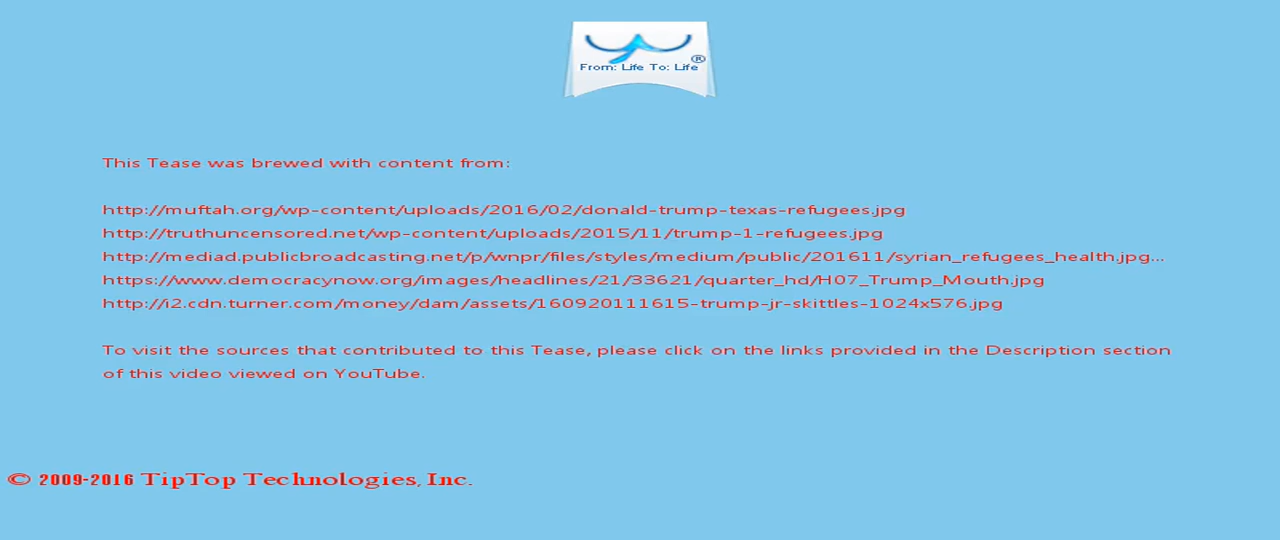 From: Life To: Life®
This Tease was brewed with content from:
http://muftah.org/wp-content/uploads/2016/02/donald-trump-texas-refugees.jpg
http://truthuncensored.net/wp-content/uploads/2015/11/trump-1-refugees.jpg
http://mediad.publicbroadcasting.net/p/wnpr/files/styles/medium/public/201611/syrian_refugees_health.jpg...
https://www.democracynow.org/images/headlines/21/33621/quarter_hd/H07_Trump_Mouth.jpg
http://i2.cdn.turner.com/money/dam/assets/160920111615-trump-jr-skittles-1024x576.jpg
To visit the sources that contributed to this Tease, please click on the links provided in the Description section
of this video viewed on YouTube.
© 2009-2016 TipTop Technologies, Inc.